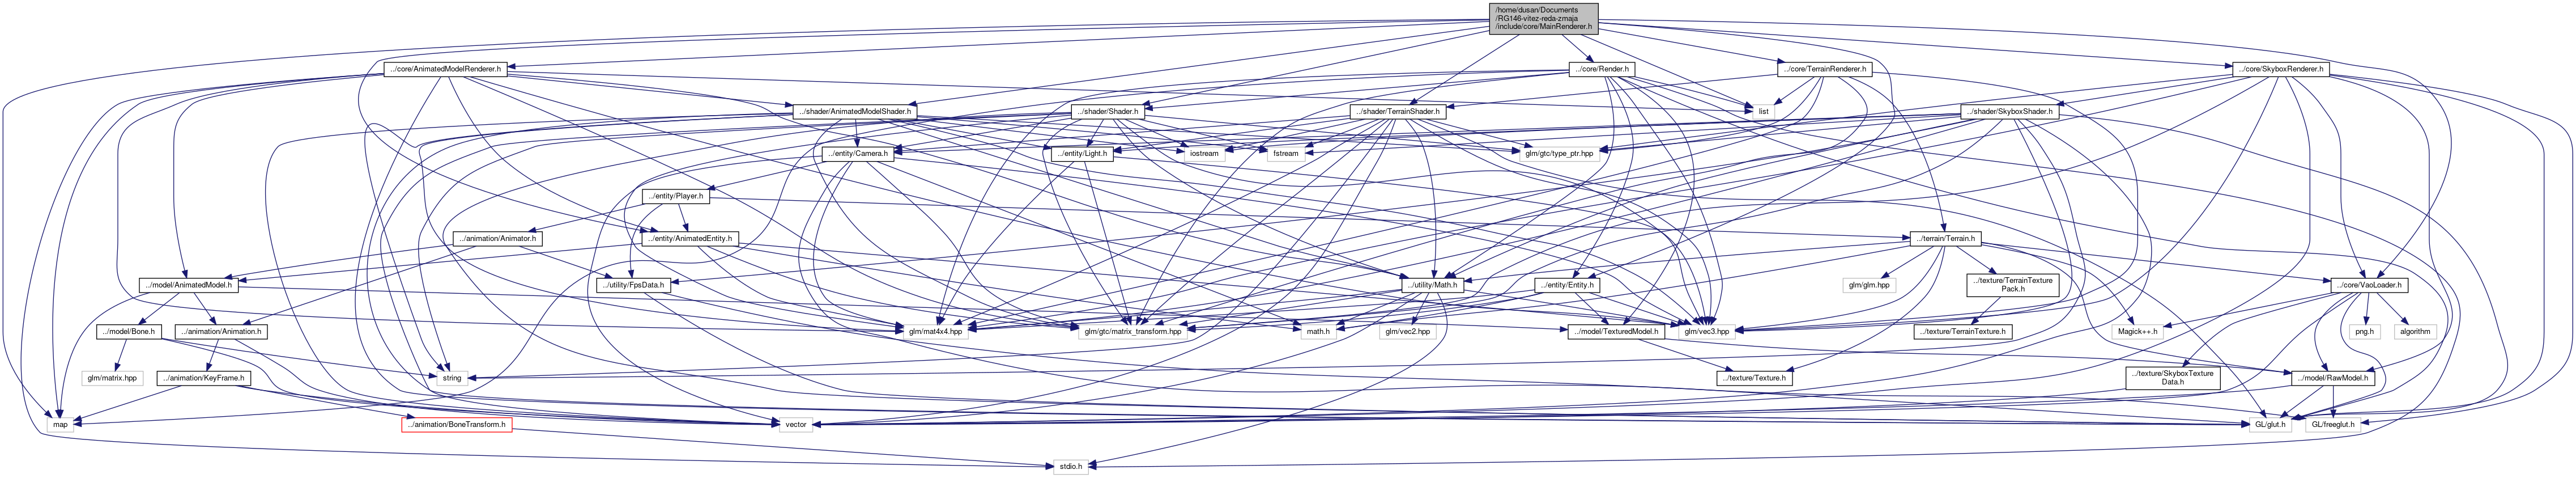 /home/dusan/Documents
/RG146-vitez-reda-zmaja
/include/core/MainRenderer.h
../core/AnimatedModelRenderer.h
../core/Render.h
../core/TerrainRenderer.h
../core/SkyboxRenderer.h
../shader/AnimatedModelShader.h
../shader/Shader.h
../shader/TerrainShader.h
list
../shader/SkyboxShader.h
../entity/Camera.h
../entity/Light.h
iostream
fstream
glm/gtc/type_ptr.hpp
../entity/Player.h
../animation/Animator.h
../entity/AnimatedEntity.h
../terrain/Terrain.h
../model/AnimatedModel.h
../utility/FpsData.h
../utility/Math.h
../entity/Entity.h
glm/glm.hpp
../texture/TerrainTexture
Pack.h
../core/VaoLoader.h
../model/Bone.h
../animation/Animation.h
glm/mat4x4.hpp
glm/gtc/matrix_transform.hpp
math.h
glm/vec2.hpp
../model/TexturedModel.h
glm/vec3.hpp
../texture/TerrainTexture.h
Magick++.h
png.h
algorithm
glm/matrix.hpp
../animation/KeyFrame.h
string
../texture/Texture.h
../texture/SkyboxTexture
Data.h
../model/RawModel.h
map
../animation/BoneTransform.h
vector
GL/glut.h
GL/freeglut.h
stdio.h